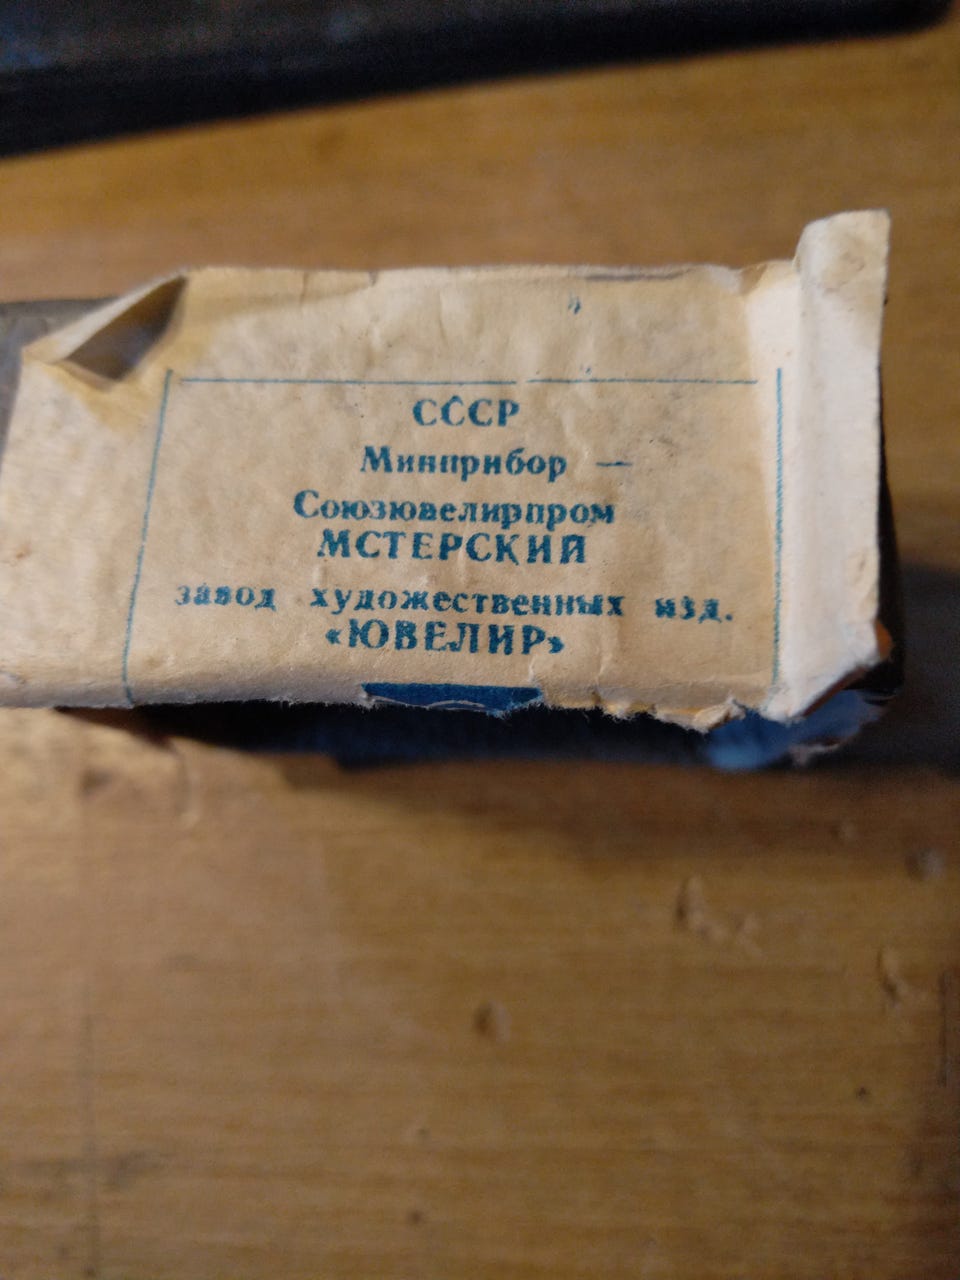 СССР
Минприбор —
Союзювелирпром
МСТЕРСКИЙ
завод художественных изд.
«ЮВЕЛИР»